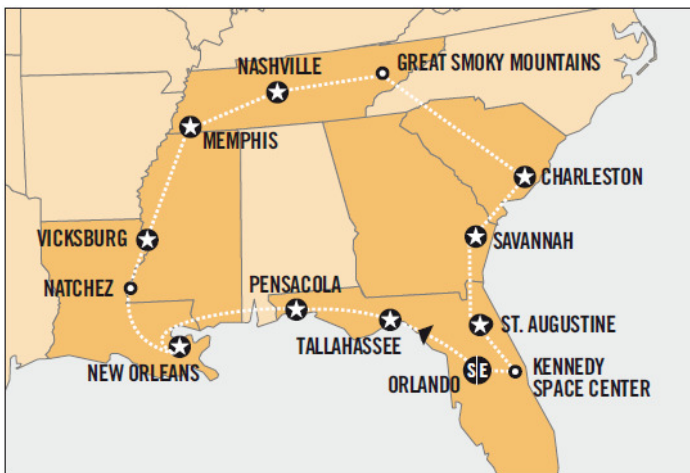 NASHVILLE
GREAT SMOKY MOUNTAINS
MEMPHIS
CHARLESTON
VICKSBURG
SAVANNAH
NATCHEZ
PENSACOLA
ST. AUGUSTINE
TALLAHASSEE
NEW ORLEANS
ORLANDO
S E
KENNEDY
SPACE CENTER